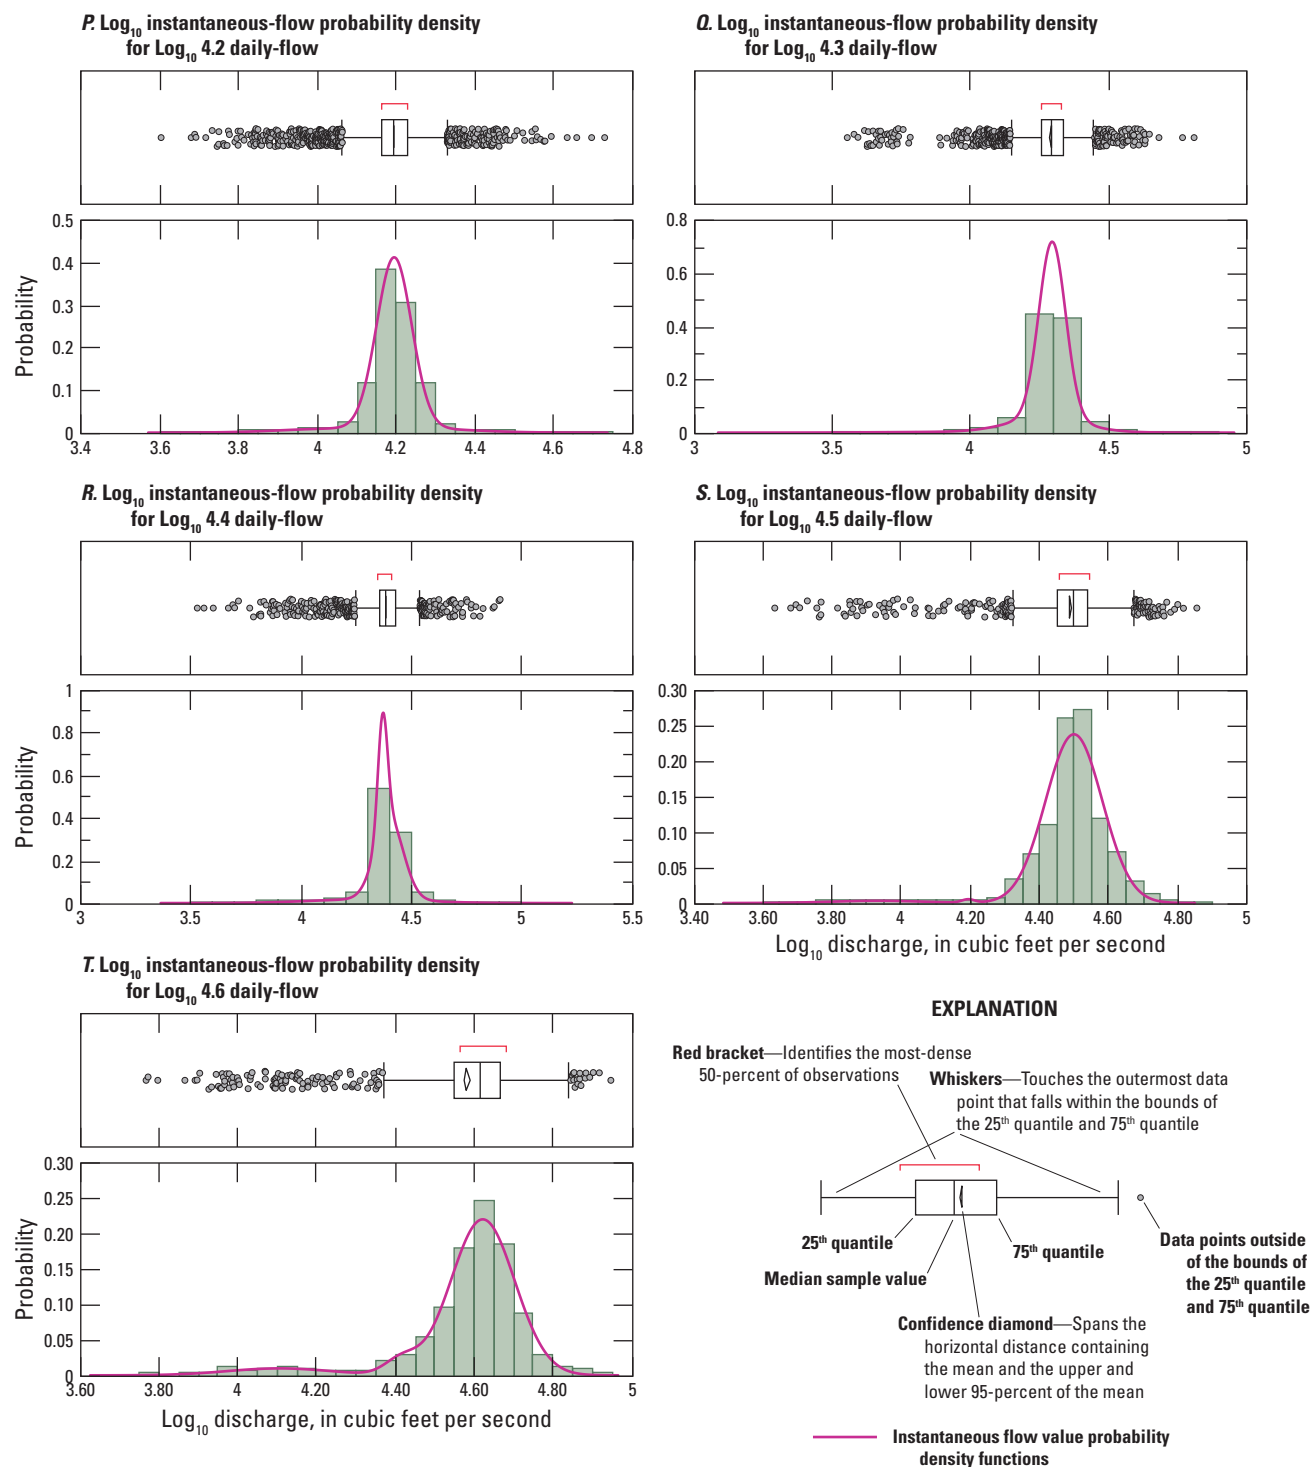 P. Log10 instantaneous-flow probability density
for Log10 4.2 daily-flow
0.5
0.4
0.3
0.2
0.1
0
Probability
3.4 3.6 3.8 4 4.2 4.4 4.6 4.8
Q. Log10 instantaneous-flow probability density
for Log10 4.3 daily-flow
0.8
0.6
0.4
0.2
0
3 3.5 4 4.5 5
R. Log10 instantaneous-flow probability density
for Log10 4.4 daily-flow
1
0.8
0.6
0.4
0.2
0
Probability
3 3.5 4 4.5 5 5.5
S. Log10 instantaneous-flow probability density
for Log10 4.5 daily-flow
0.30
0.25
0.20
0.15
0.10
0.05
0
3.40 3.60 3.80 4 4.20 4.40 4.60 4.80 5
Log10 discharge, in cubic feet per second
T. Log10 instantaneous-flow probability density
for Log10 4.6 daily-flow
0.30
0.25
0.20
0.15
0.10
0.05
0
Probability
3.60 3.80 4 4.20 4.40 4.60 4.80 5
Log10 discharge, in cubic feet per second
EXPLANATION
Red bracket—Identifies the most-dense
50-percent of observations
Whiskers—Touches the outermost data
point that falls within the bounds of
the 25th quantile and 75th quantile
25th quantile
75th quantile
Median sample value
Data points outside
of the bounds of
the 25th quantile
and 75th quantile
Confidence diamond—Spans the
horizontal distance containing
the mean and the upper and
lower 95-percent of the mean
Instantaneous flow value probability
density functions